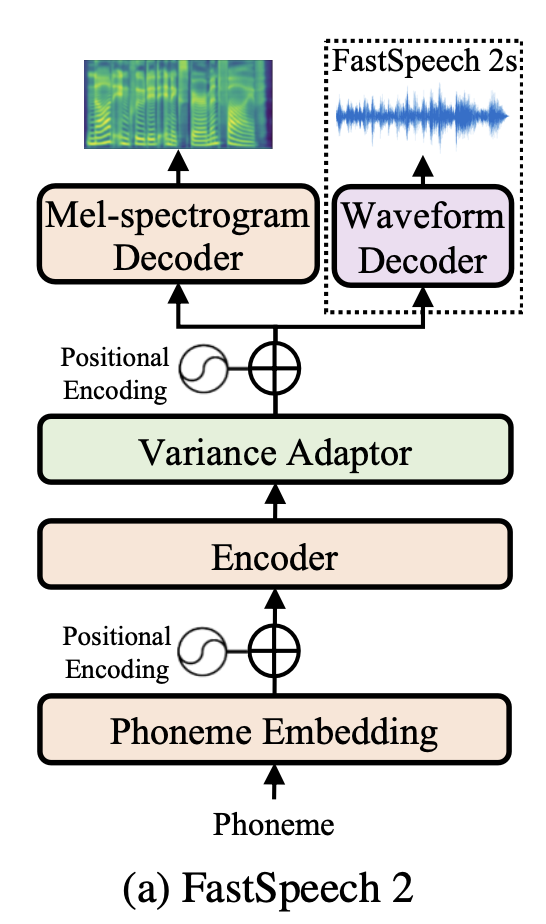 FastSpeech 2s
Mel-spectrogram
Decoder
Waveform
Decoder
Positional
Encoding
Variance Adaptor
Encoder
Positional
Encoding
Phoneme Embedding
Phoneme
(a) FastSpeech 2